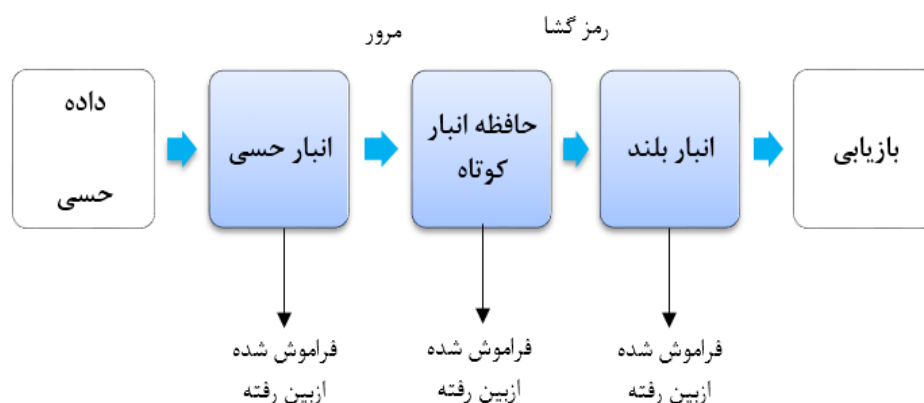 مرور
رمز گشا
داده
حسی
انبار حسی
حافظه انبار
کوتاه
انبار بلند
بازیابی
فراموش شده
ازبین رفته
فراموش شده
ازبین رفته
فراموش شده
ازبین رفته